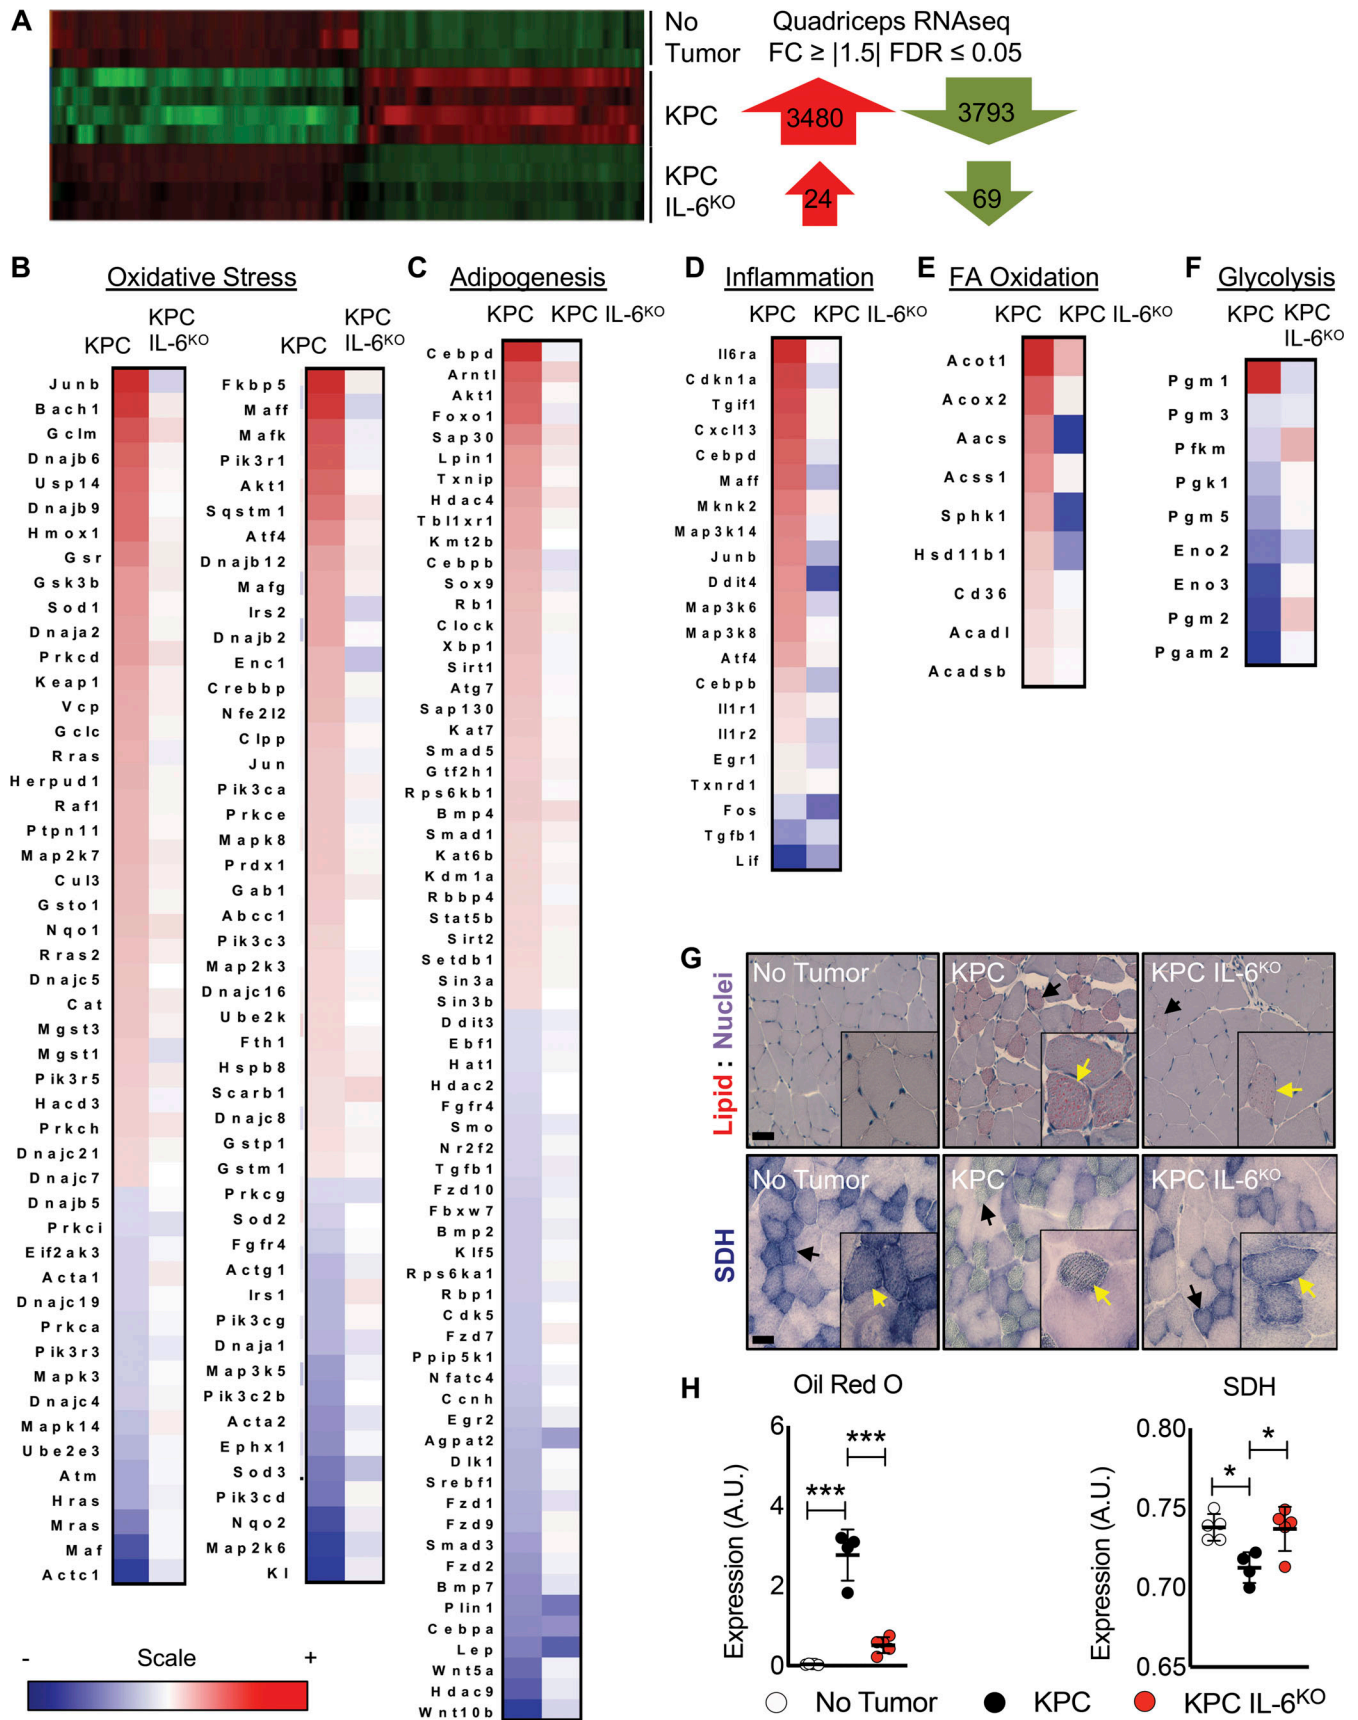 A
No
Tumor
KPC
KPC
IL-6KO
Quadriceps RNAseq
FC ≥ |1.5| FDR ≤ 0.05
3480
3793
24
69
B
Oxidative Stress
KPC
KPC
IL-6KO
Junb
Bach1
Gclm
Dnajb6
Usp14
Dnajb9
Hmox1
Gsr
Gsk3b
Sod1
Dnaja2
Prkcd
Keap1
Vcp
Gclc
Rras
Herpud1
Raf1
Ptpn11
Map2k7
Cul3
Gsto1
Nqo1
Rras2
Dnajc5
Cat
Mgst3
Mgst1
Pik3r5
Hacd3
Prkch
Dnajc21
Dnajc7
Dnajb5
Prkci
Eif2ak3
Acta1
Dnajc19
Prkca
Pik3r3
Mapk3
Dnajc4
Mapk14
Ube2e3
Atm
Hras
Mras
Maf
Actc1
KPC
KPC
IL-6KO
Fkbp5
Maff
Mafk
Pik3r1
Akt1
Sqstm1
Atf4
Dnajb12
Mafg
Irs2
Dnajb2
Enc1
Crebbp
Nfe2l2
Clpp
Jun
Pik3ca
Prkce
Mapk8
Prdx1
Gab1
Abcc1
Pik3c3
Map2k3
Dnajc16
Ube2k
Fth1
Hspb8
Scarb1
Dnajc8
Gstp1
Gstm1
Prkcg
Sod2
Fgfr4
Actg1
Irs1
Pik3cg
Dnaja1
Map3k5
Pik3c2b
Acta2
Ephx1
Sod3
Pik3cd
Nqo2
Map2k6
Kl
- Scale +
C
Adipogenesis
KPC KPC IL-6KO
Cebpd
Arntl
Akt1
Foxo1
Sap30
Lpin1
Txnip
Hdac4
Tbl1xr1
Kmt2b
Cebpb
Sox9
Rb1
Clock
Xbp1
Sirt1
Atg7
Sap130
Kat7
Smad5
Gtf2h1
Rps6kb1
Bmp4
Smad1
Kat6b
Kdm1a
Rbbp4
Stat5b
Sirt2
Setdb1
Sin3a
Sin3b
Ddit3
Ebf1
Hat1
Hdac2
Fgfr4
Smo
Nr2f2
Tgfb1
Fzd10
Fbxw7
Bmp2
Klf5
Rps6ka1
Rbp1
Cdk5
Fzd7
Ppip5k1
Nfatc4
Ccnh
Egr2
Agpat2
Dlk1
Srebf1
Fzd1
Fzd9
Smad3
Fzd2
Bmp7
Plin1
Cebpa
Lep
Wnt5a
Hdac9
Wnt10b
D
Inflammation
KPC KPC IL-6KO
Il6ra
Cdkn1a
Tgif1
Cxcl13
Cebpd
Maff
Mknk2
Map3k14
Junb
Ddit4
Map3k6
Map3k8
Atf4
Cebpb
Il1r1
Il1r2
Egr1
Txnrd1
Fos
Tgfb1
Lif
E
FA Oxidation
KPC KPC IL-6KO
Acot1
Acox2
Aacs
Acss1
Sphk1
Hsd11b1
Cd36
Acadl
Acadsb
F
Glycolysis
KPC
KPC
IL-6KO
Pgm1
Pgm3
Pfkm
Pgk1
Pgm5
Eno2
Eno3
Pgm2
Pgam2
G
Lipid : Nuclei
No Tumor
KPC
KPC IL-6KO
SDH
No Tumor
KPC
KPC IL-6KO
H
Oil Red O
Expression (A.U.)
6
4
2
0
***
***
SDH
Expression (A.U.)
0.80
0.75
0.70
0.65
*
*
No Tumor
KPC
KPC IL-6KO